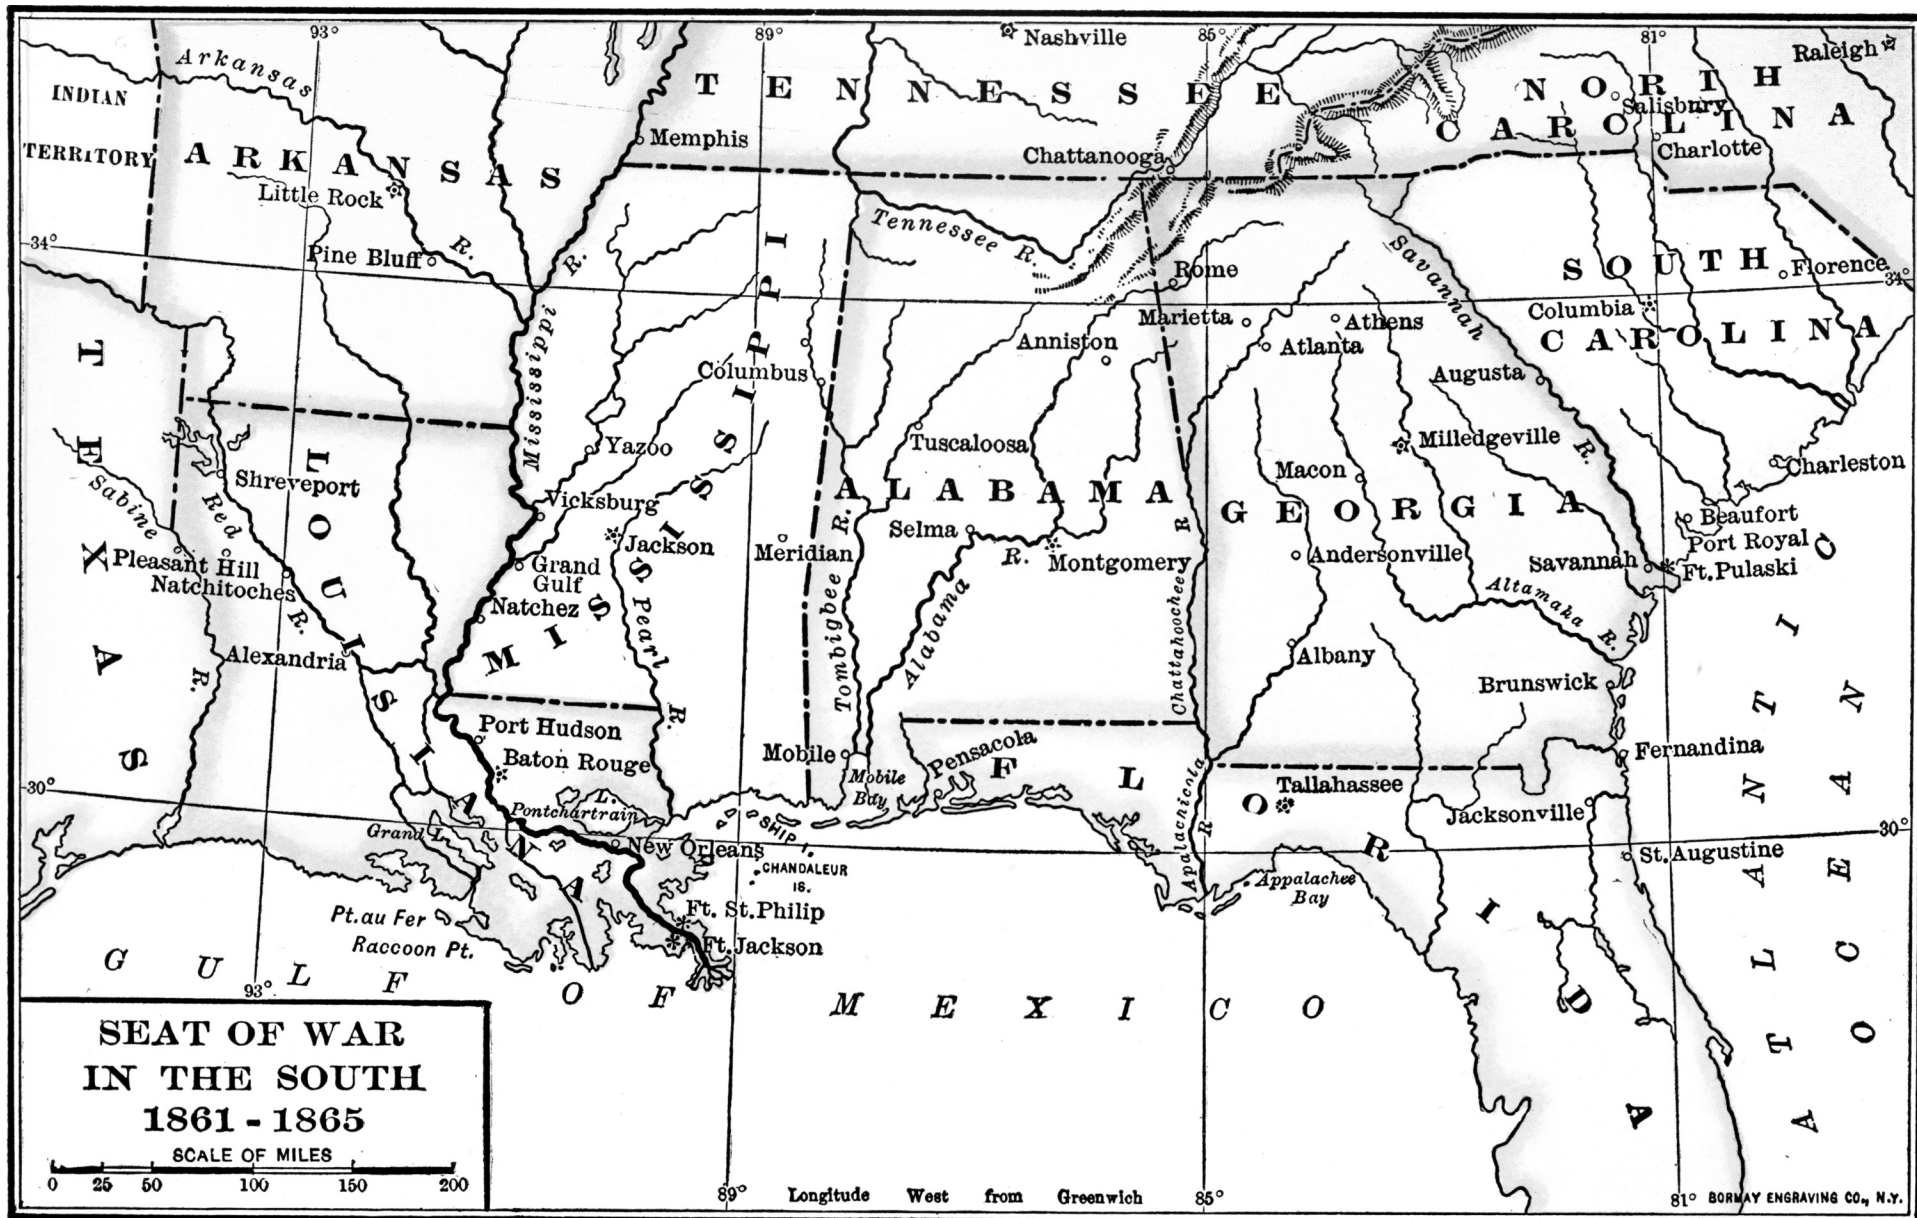 93°
89°
85°
81°
Nashville
Raleigh
Arkansas
R.
INDIAN
TERRITORY
TENNESSEE
NORTH
CAROLINA
Salisbury
Charlotte
Memphis
Chattanooga
ARKANSAS
Little Rock
Pine Bluff
34°
34°
Tennessee R.
Rome
Savannah
R.
SOUTH
CAROLINA
Florence
Columbia
Mississippi
R.
Marietta
Athens
Atlanta
Anniston
Columbus
Augusta
TEXAS
LOUISIANA
MISSISSIPPI
ALABAMA
GEORGIA
Yazoo
Tuscaloosa
Macon
Milledgeville
Shreveport
Sabine
R.
Red
R.
Charleston
Vicksburg
Jackson
Meridian
Selma
Montgomery
Andersonville
Beaufort
Port Royal
Savannah
Ft. Pulaski
Pleasant Hill
Natchitoches
Grand
Gulf
Natchez
Pearl
R.
Tombigbee R.
Alabama
R.
Chattahoochee
R
Altamaha R.
Alexandria
Albany
Brunswick
Port Hudson
Baton Rouge
Mobile
Mobile
Bay
Pensacola
Fernandina
FLORIDA
Tallahassee
Jacksonville
30°
30°
L.
Pontchartrain
Grand L.
New Orleans
SHIP I.
CHANDALEUR
IS.
Apalachicola
R
Appalachee
Bay
St. Augustine
Pt. au Fer
Raccoon Pt.
Ft. St. Philip
Ft. Jackson
GULF OF MEXICO
ATLANTIC
OCEAN
93°
SEAT OF WAR
IN THE SOUTH
1861 - 1865
SCALE OF MILES
0 25 50 100 150 200
89° Longitude West from Greenwich 85°
81° BORMAY ENGRAVING CO., N.Y.